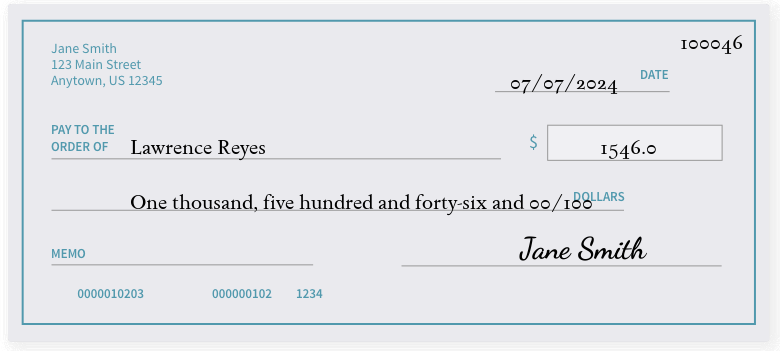 Jane Smith
123 Main Street
Anytown, US 12345
100046
07/07/2024 DATE
PAY TO THE
ORDER OF Lawrence Reyes $ 1546.0
One thousand, five hundred and forty-six and 00/100 DOLLARS
MEMO Jane Smith
0000010203 000000102 1234